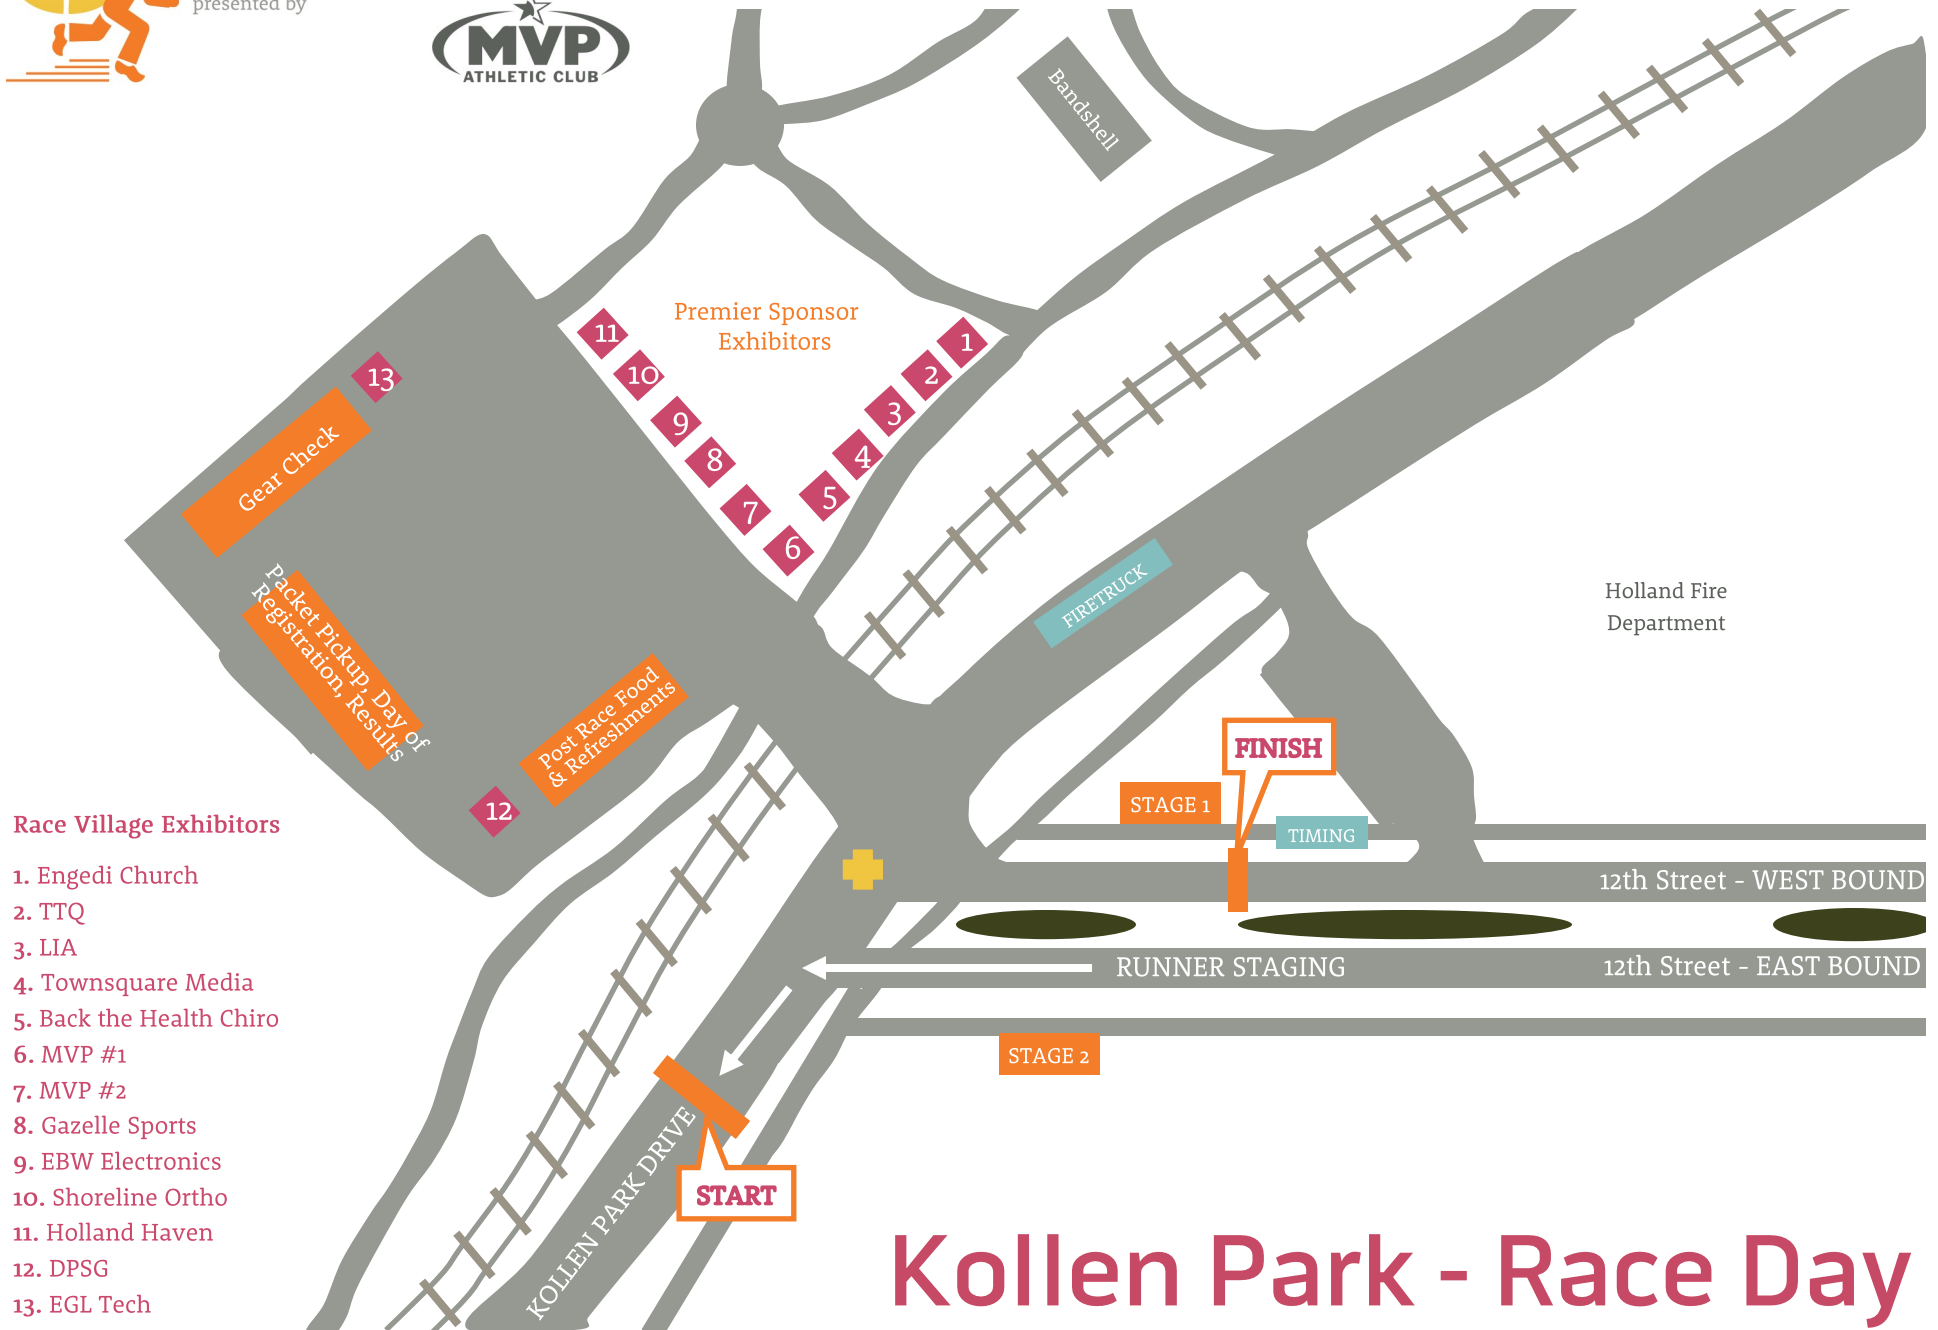 presented by
MVP
ATHLETIC CLUB
Bandshell
Premier Sponsor
Exhibitors
11
10
9
8
7
6
5
4
3
2
1
13
Gear Check
Packet Pickup, Day of
Registration, Results
Post Race Food
& Refreshments
12
FIRETRUCK
Holland Fire
Department
FINISH
STAGE 1
TIMING
12th Street - WEST BOUND
RUNNER STAGING
12th Street - EAST BOUND
STAGE 2
KOLLEN PARK DRIVE
START
Race Village Exhibitors
1. Engedi Church
2. TTQ
3. LIA
4. Townsquare Media
5. Back the Health Chiro
6. MVP #1
7. MVP #2
8. Gazelle Sports
9. EBW Electronics
10. Shoreline Ortho
11. Holland Haven
12. DPSG
13. EGL Tech
Kollen Park - Race Day